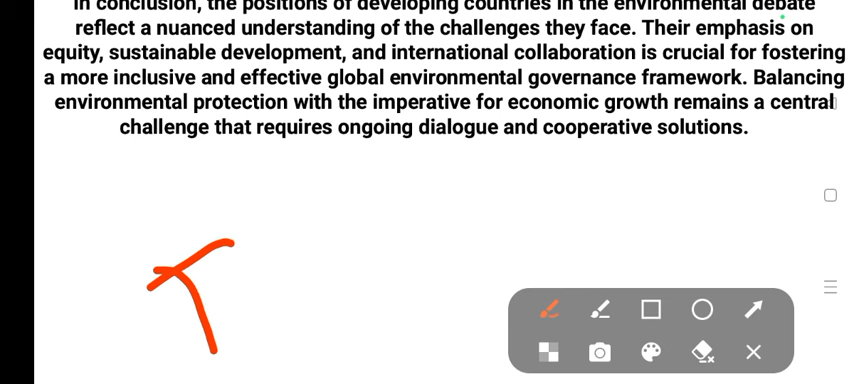 In conclusion, the positions of developing countries in the environmental debate
reflect a nuanced understanding of the challenges they face. Their emphasis on
equity, sustainable development, and international collaboration is crucial for fostering
a more inclusive and effective global environmental governance framework. Balancing
environmental protection with the imperative for economic growth remains a central
challenge that requires ongoing dialogue and cooperative solutions.